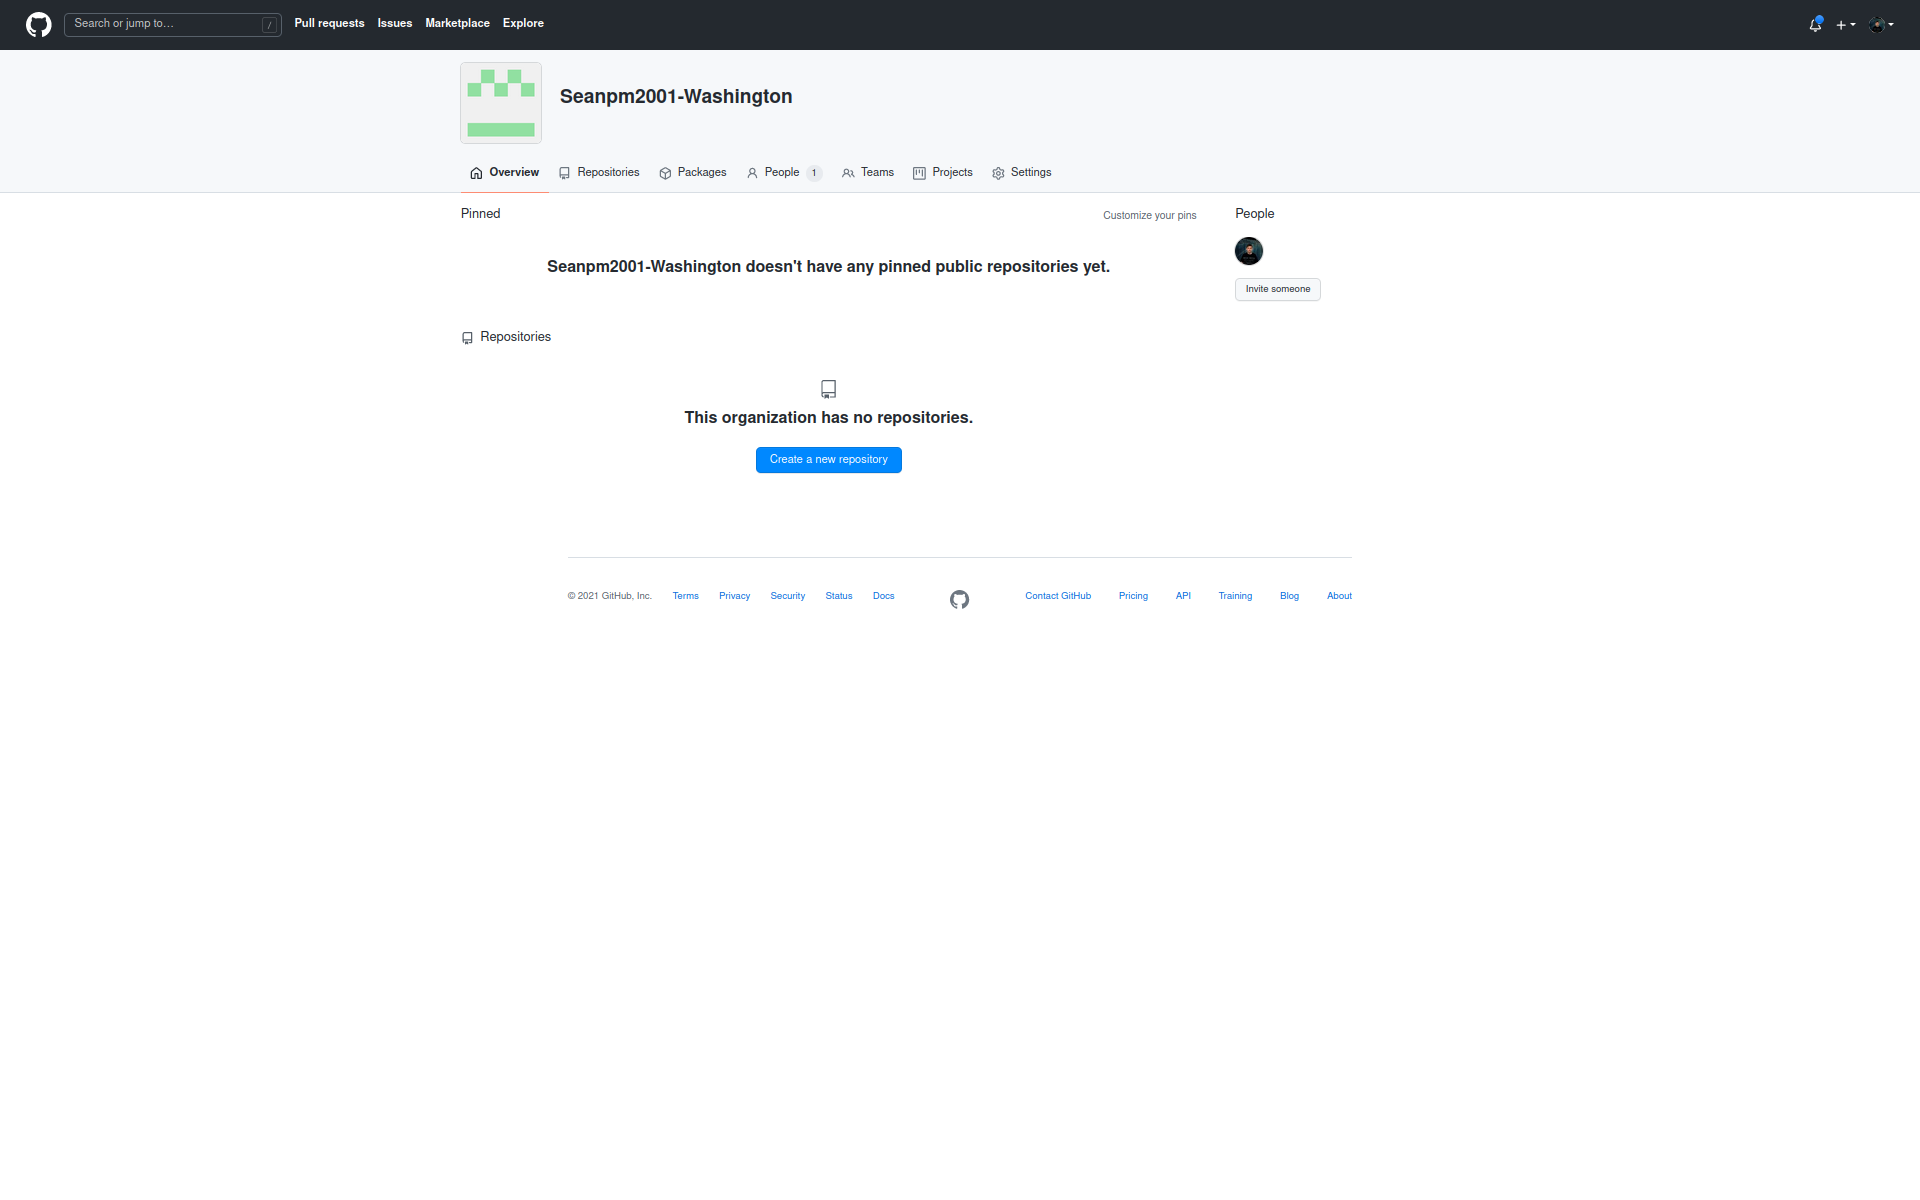 Search or jump to… /
Pull requests Issues Marketplace Explore
Seanpm2001-Washington
Overview Repositories Packages People 1 Teams Projects Settings
Pinned
Customize your pins
Seanpm2001-Washington doesn't have any pinned public repositories yet.
People
Invite someone
Repositories
This organization has no repositories.
Create a new repository
© 2021 GitHub, Inc. Terms Privacy Security Status Docs Contact GitHub Pricing API Training Blog About